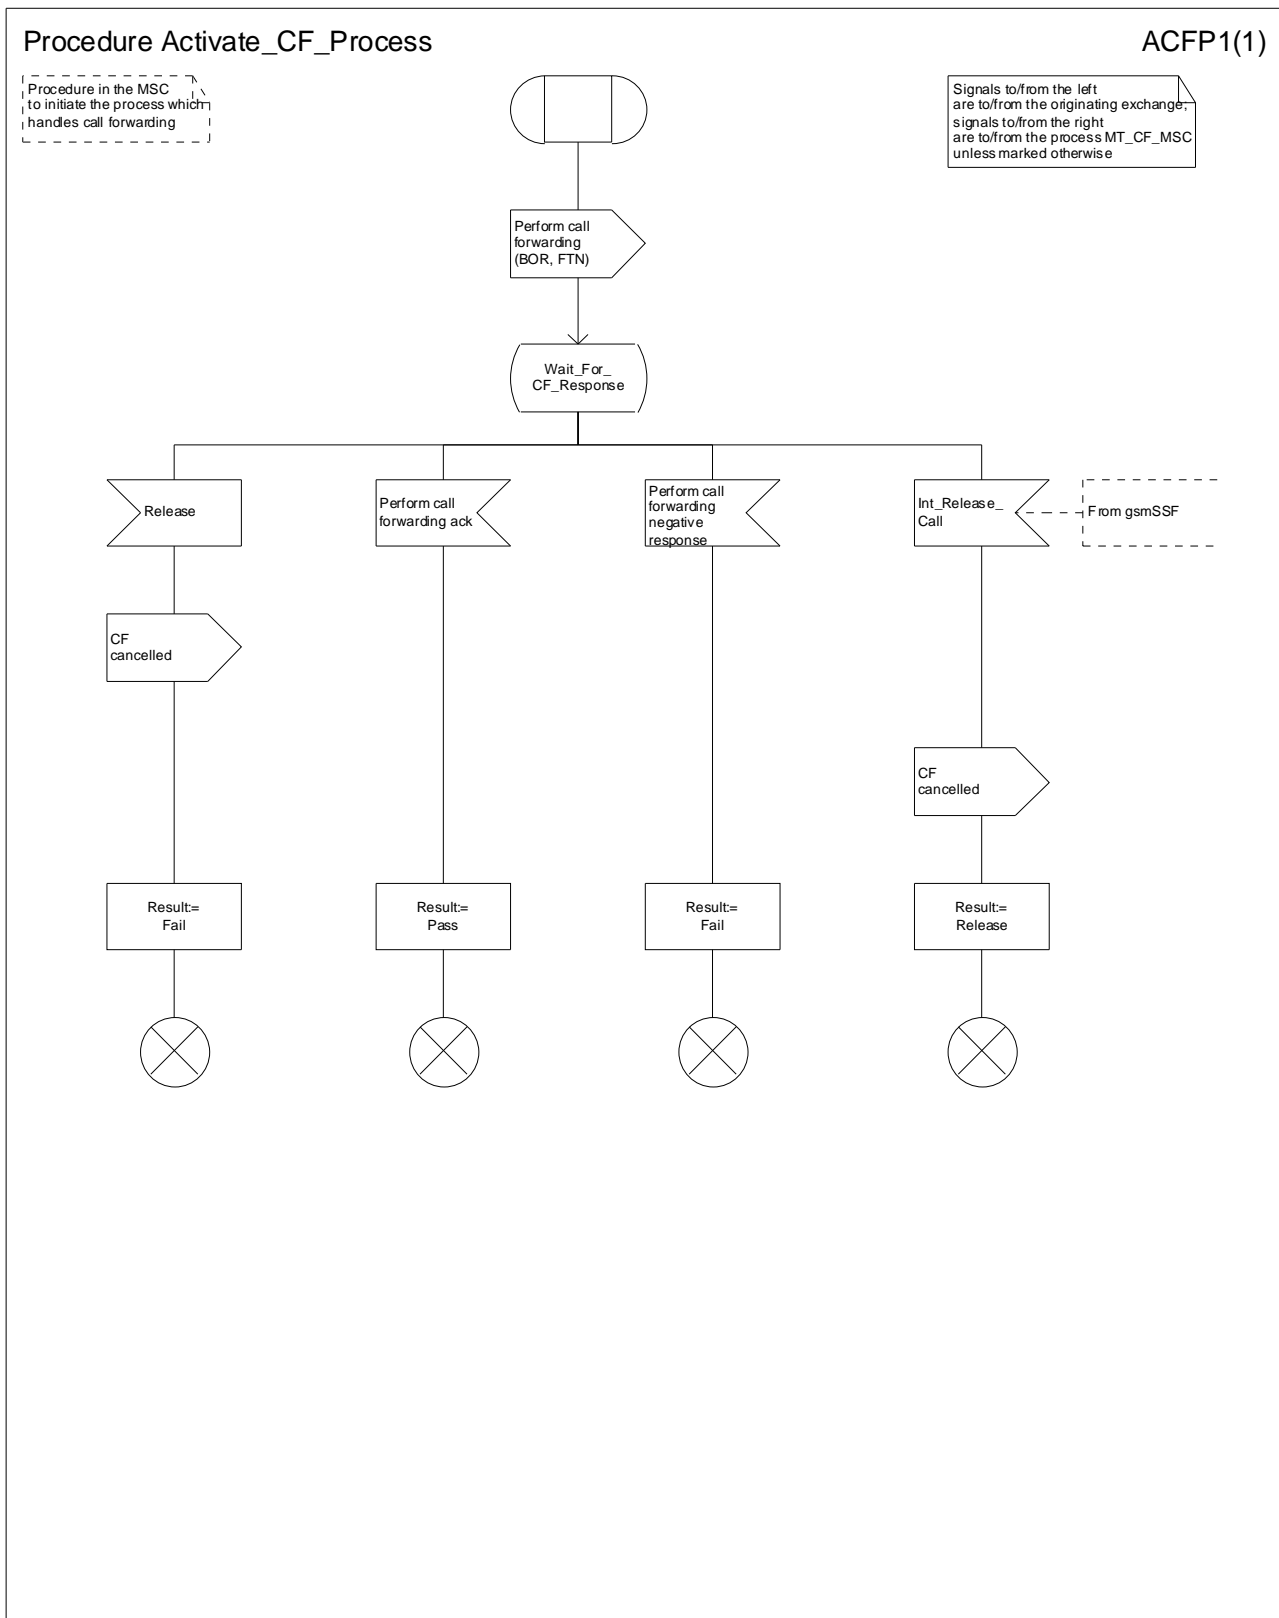 Procedure Activate_CF_Process
ACFP1(1)
Procedure in the MSC
to initiate the process which
handles call forwarding
Signals to/from the left
are to/from the originating exchange;
signals to/from the right
are to/from the process MT_CF_MSC
unless marked otherwise
Perform call
forwarding
(BOR, FTN)
Wait_For_
CF_Response
Release
Perform call
forwarding ack
Perform call
forwarding
negative
response
Int_Release_
Call
From gsmSSF
CF
cancelled
CF
cancelled
Result:=
Fail
Result:=
Pass
Result:=
Fail
Result:=
Release